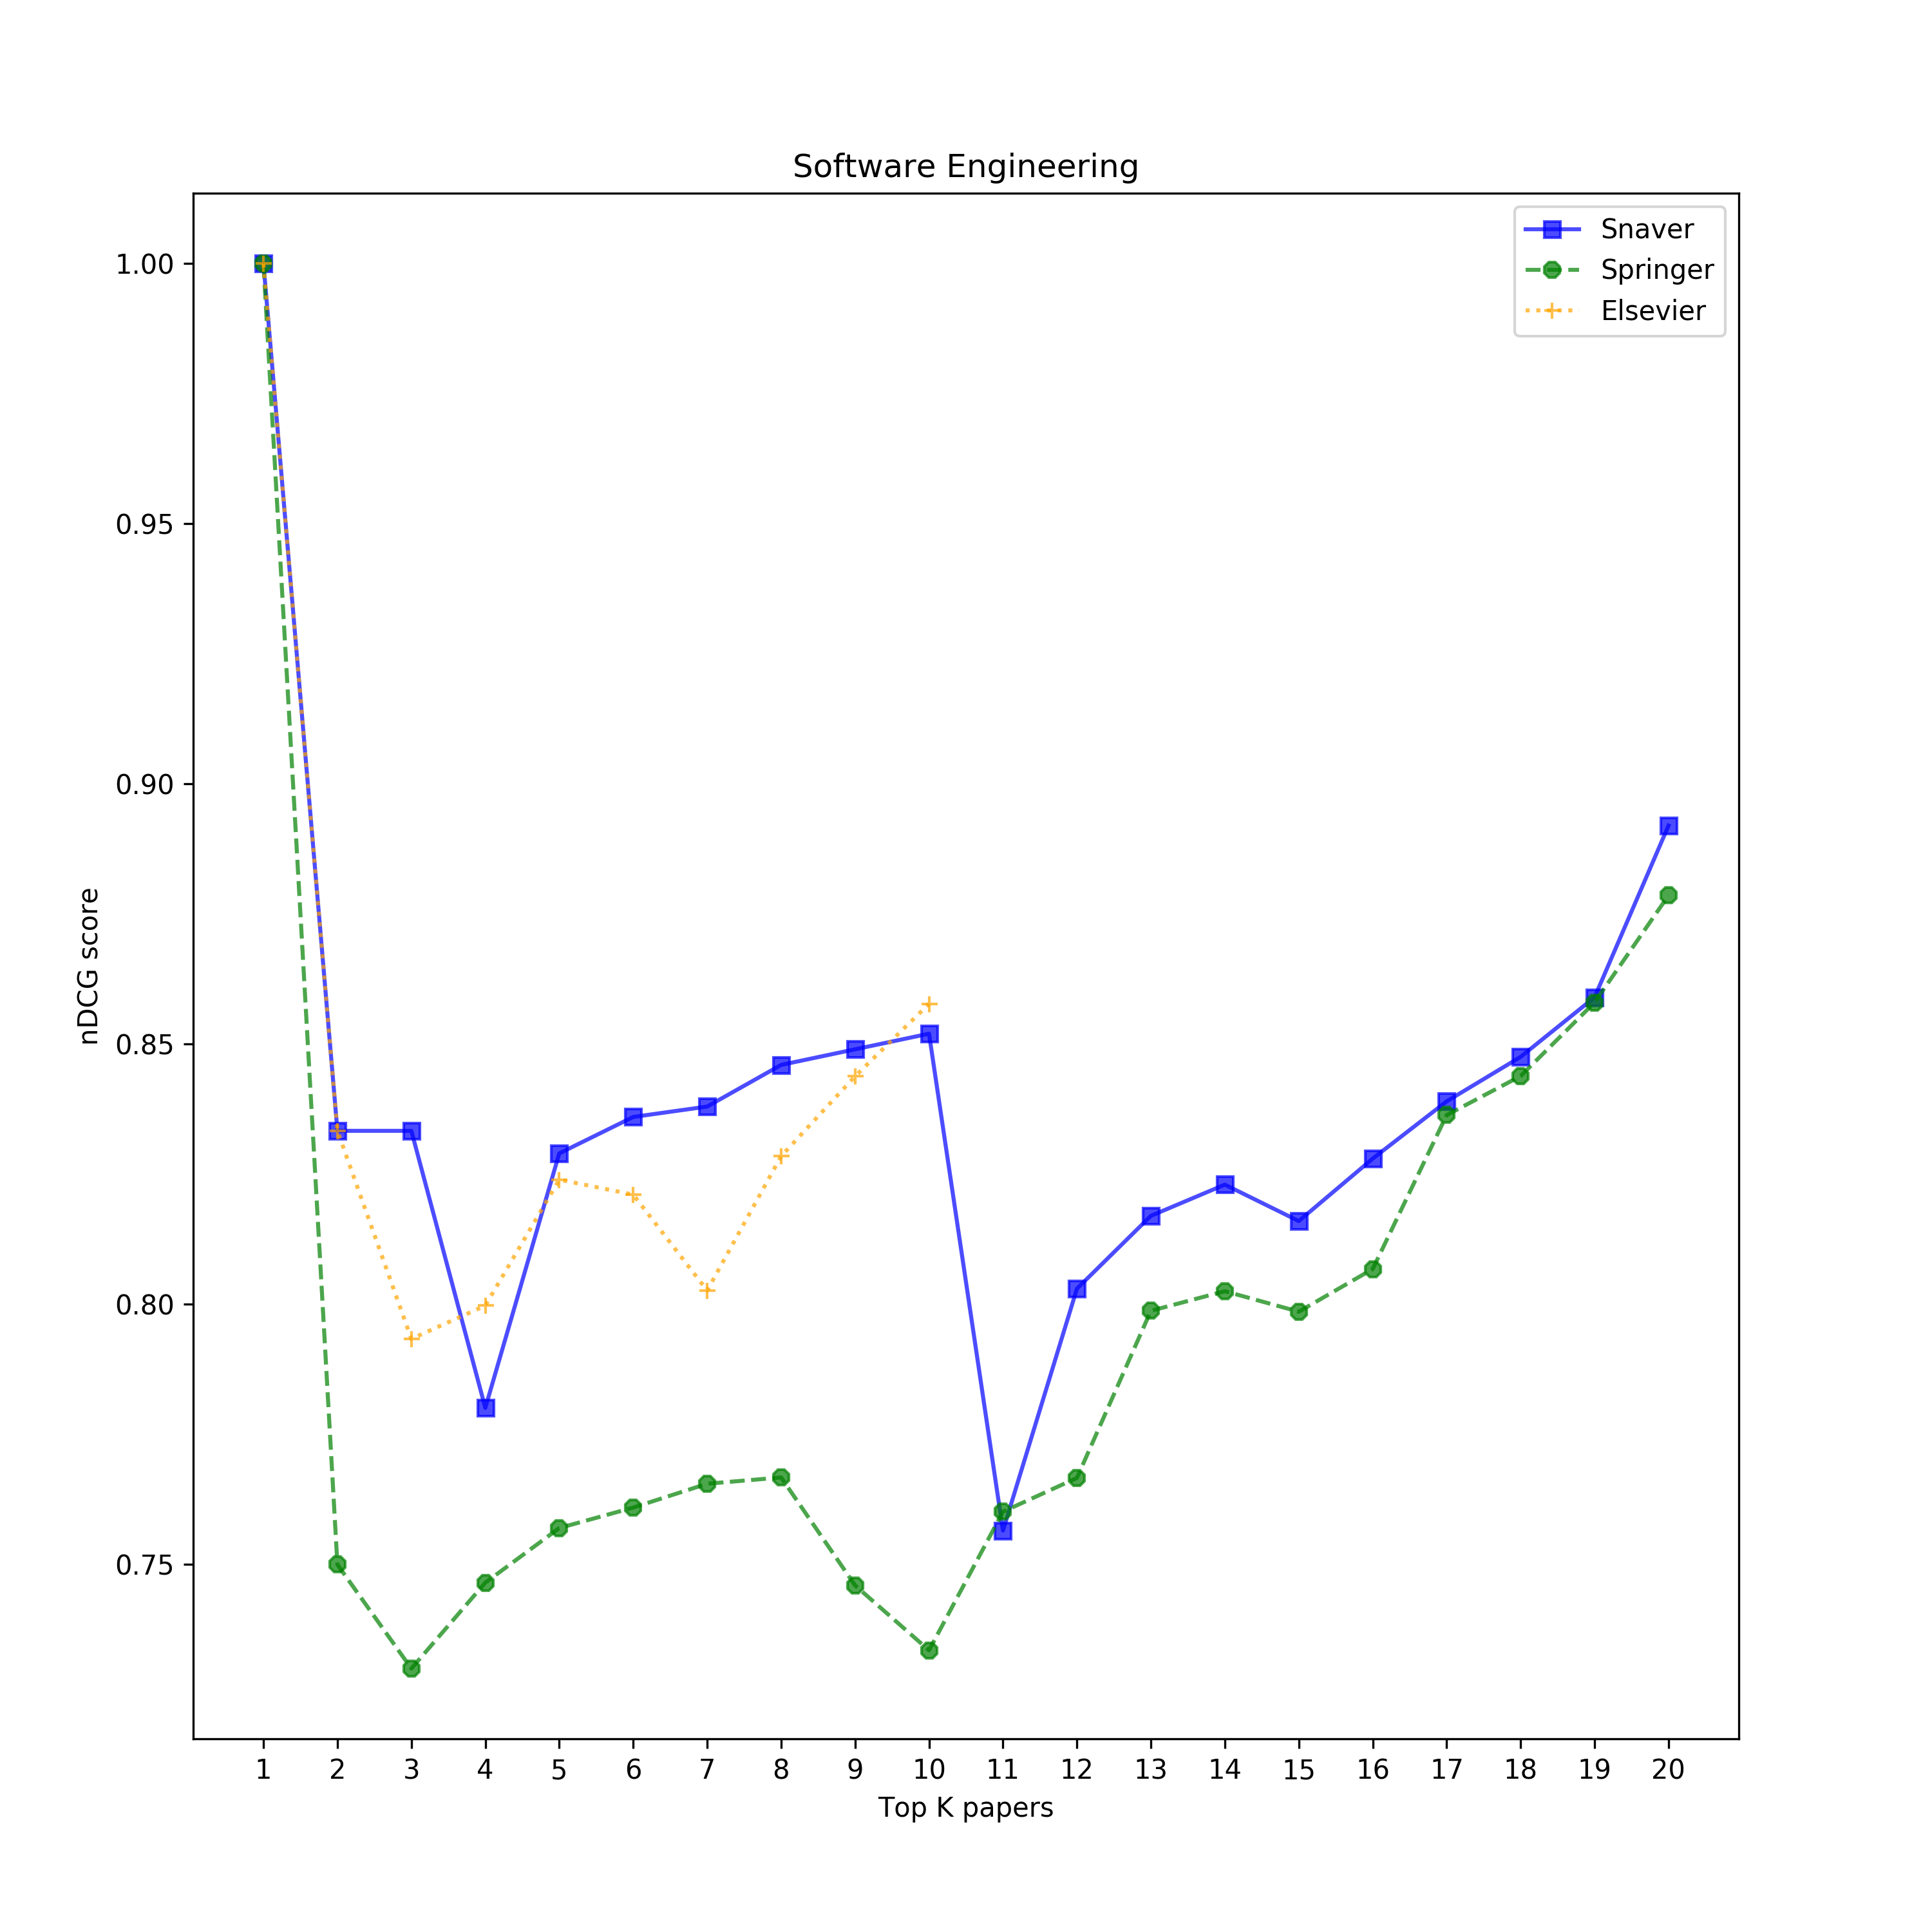 Software Engineering
Snaver
Springer
Elsevier
1.00
0.95
0.90
0.85
0.80
0.75
nDCG score
1 2 3 4 5 6 7 8 9 10 11 12 13 14 15 16 17 18 19 20
Top K papers